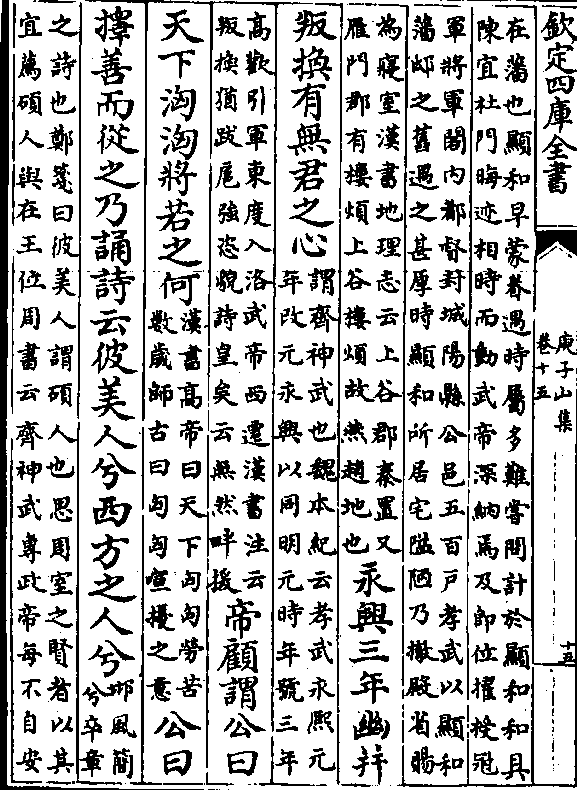 欽定四庫全書
庾子山集
卷十五
十五
在藩也顯和早蒙眷遇時屬多難嘗問計於顯和和具
陳宜杜門晦迹相時而動武帝深納焉及即位擢授冠
軍將軍閤內都督封城陽縣公邑五百戶孝武以顯和
藩邸之舊遇之甚厚時顯和所居宅隘陋乃撤殿省賜
為寢室漢書地理志云上谷郡秦置又
雁門郡有樓煩上谷樓煩故燕趙地也
永興三年幽并
叛換有無君之心
謂齊神武也魏本紀云孝武永熙元
年改元永興以同明元時年號三年
高歡引軍東度入洛武帝西遷漢書注云
叛換猶跋扈強恣貌詩皇矣云無然畔援
帝顧謂公曰
天下洶洶將若之何
漢書高帝曰天下匈匈勞苦
數歲師古曰匈匈喧擾之意
公曰
擇善而從之乃誦詩云彼美人兮西方之人兮
邶風簡
兮卒章
之詩也鄭箋曰彼美人謂碩人也思周室之賢者以其
宜薦碩人與在王位周書云齊神武專政帝每不自安